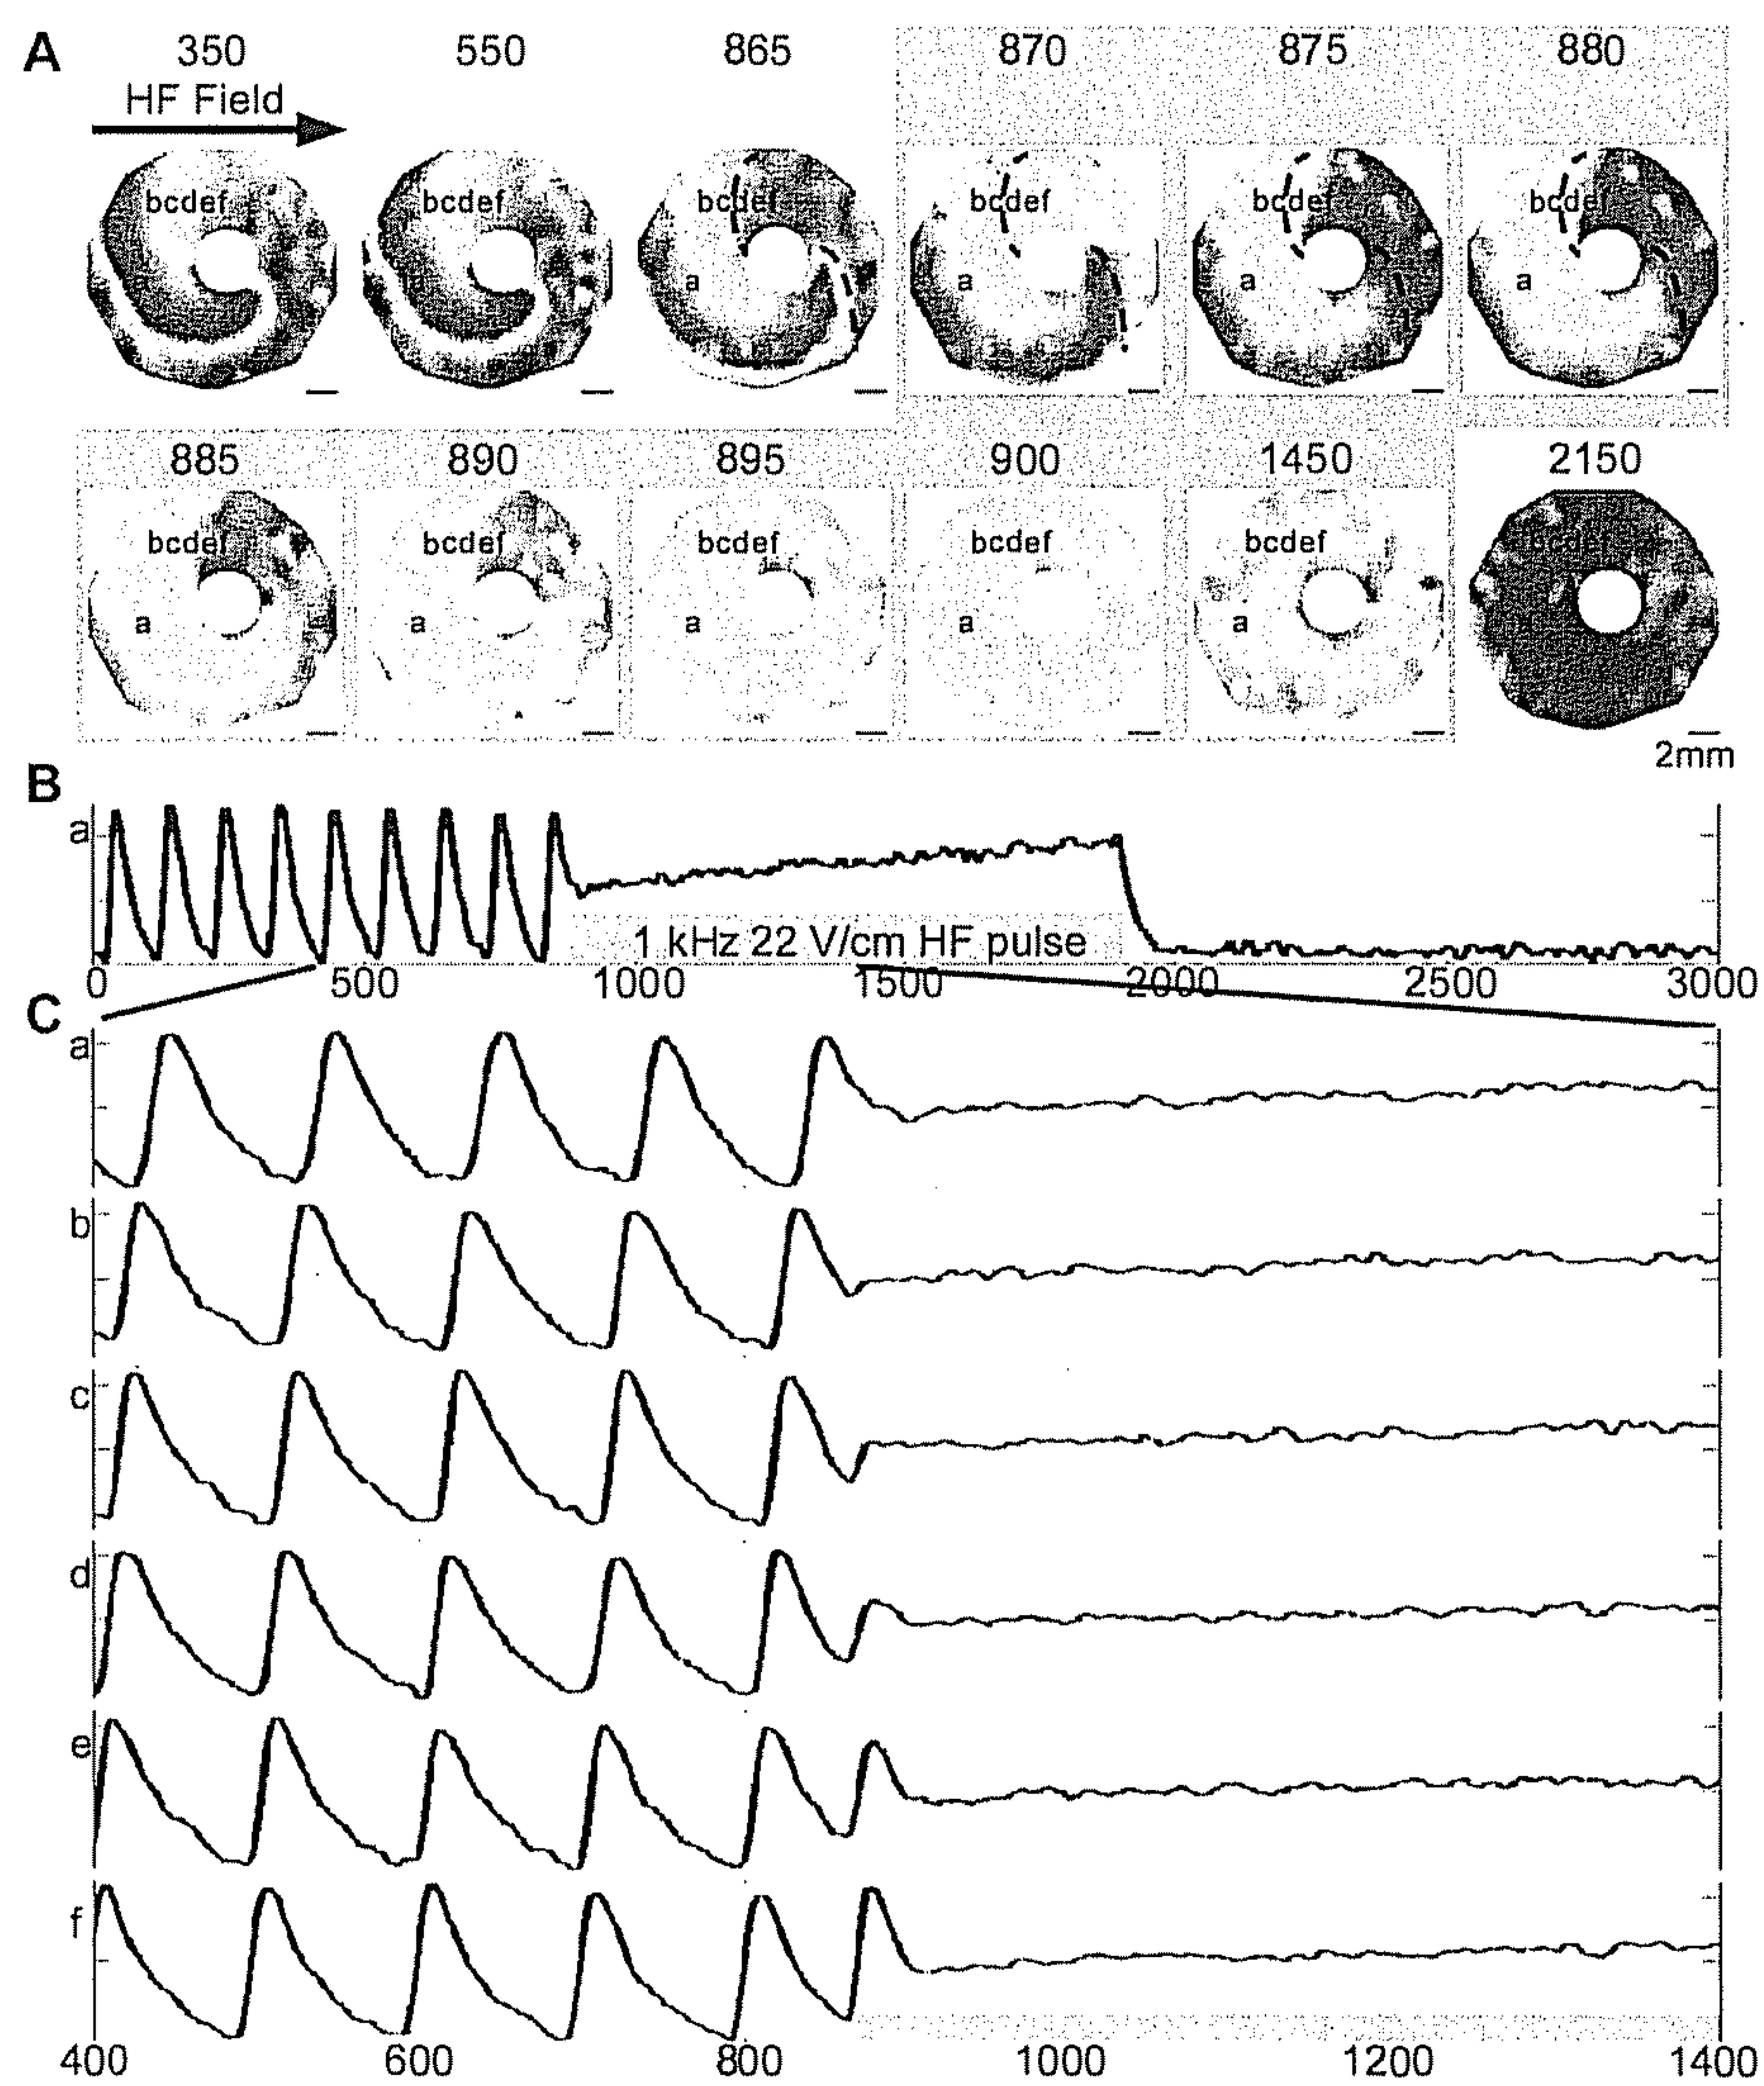 A 350 550 865 870 875 880
HF Field
bcdef bcdef bcdef bcdef bcdef bcdef
a a a a
885 890 895 900 1450 2150
bcdef bcdef bcdef bcdef bcdef bcdef
a a a a a
2mm
B
a
1 kHz 22 V/cm HF pulse
0 500 1000 1500 2000 2500 3000
C
a
b
c
d
e
f
400 600 800 1000 1200 1400